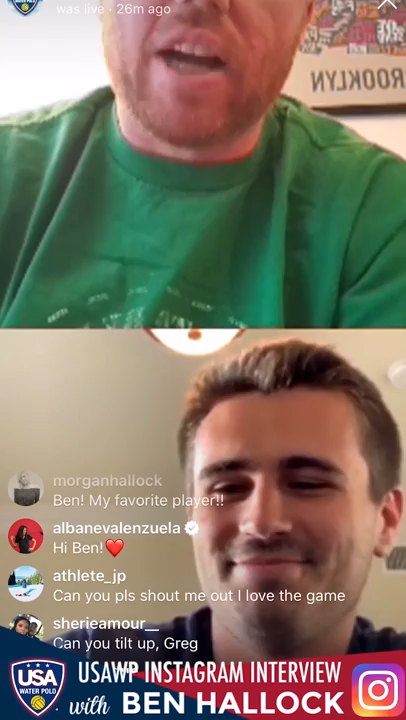 was live · 26m ago
ROOKLYN
morganhallock
Ben! My favorite player!!
albanevalenzuela
Hi Ben!❤️
athlete_jp
Can you pls shout me out I love the game
sherieamour__
Can you tilt up, Greg
USA
WATER POLO
USAWP INSTAGRAM INTERVIEW
with BEN HALLOCK